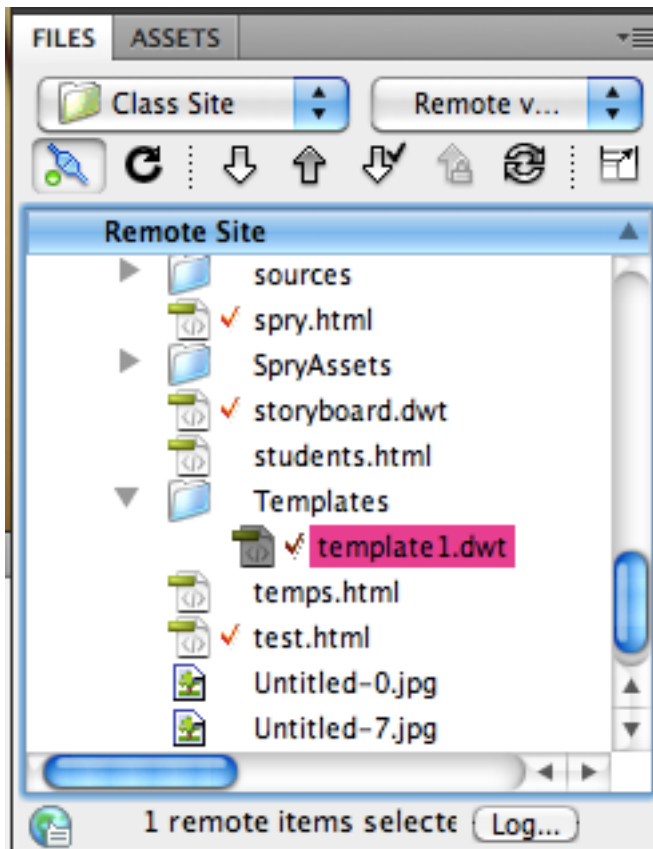 FILES ASSETS
Class Site Remote v...
Remote Site
sources
spry.html
SpryAssets
storyboard.dwt
students.html
Templates
template1.dwt
temps.html
test.html
Untitled-0.jpg
Untitled-7.jpg
1 remote items selecte Log...